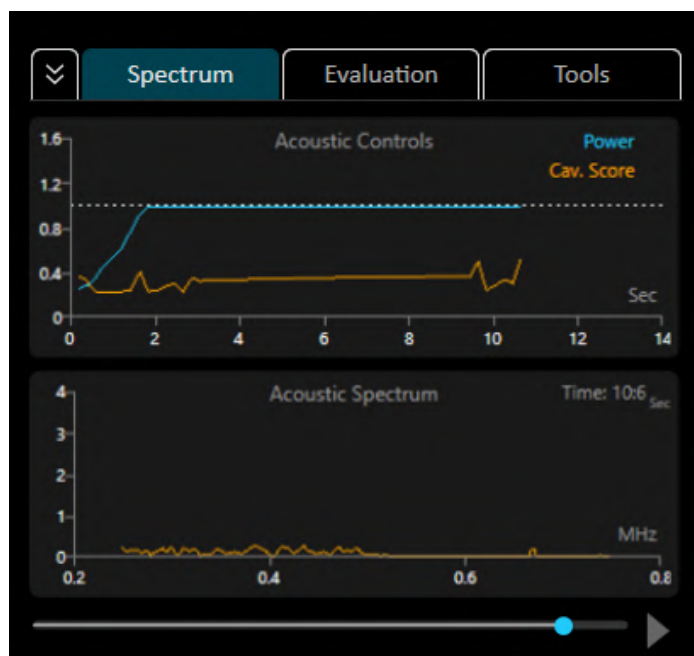 Spectrum Evaluation Tools
Acoustic Controls
Power
Cav. Score
1.6
1.2
0.8
0.4
0
Sec
0 2 4 6 8 10 12 14
Acoustic Spectrum
Time: 10:6 Sec
4
3
2
1
0
MHz
0.2 0.4 0.6 0.8